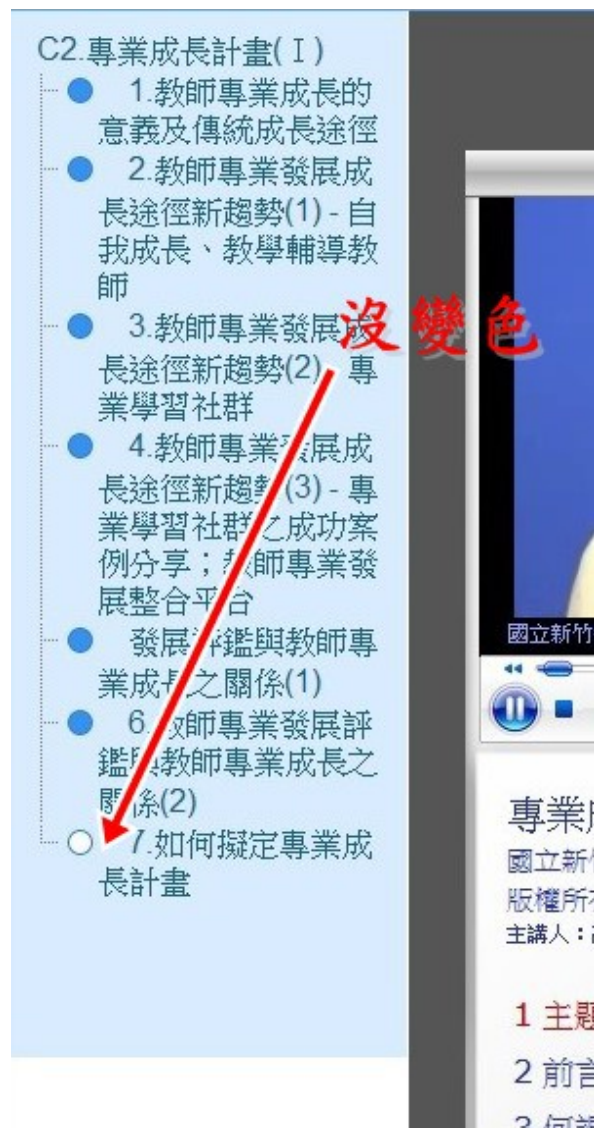 C2.專業成長計畫(Ⅰ)
1.教師專業成長的
意義及傳統成長途徑
2.教師專業發展成
長途徑新趨勢(1) - 自
我成長、教學輔導教
師
3.教師專業發展成
長途徑新趨勢(2) - 專
業學習社群
沒變色
4.教師專業發展成
長途徑新趨勢(3) - 專
業學習社群之成功案
例分享；教師專業發
展整合平台
發展評鑑與教師專
業成長之關係(1)
6.教師專業發展評
鑑與教師專業成長之
關係(2)
7.如何擬定專業成
長計畫
國立新竹
專業
國立新
版權所
主講人：
1 主題
2 前言
3 何